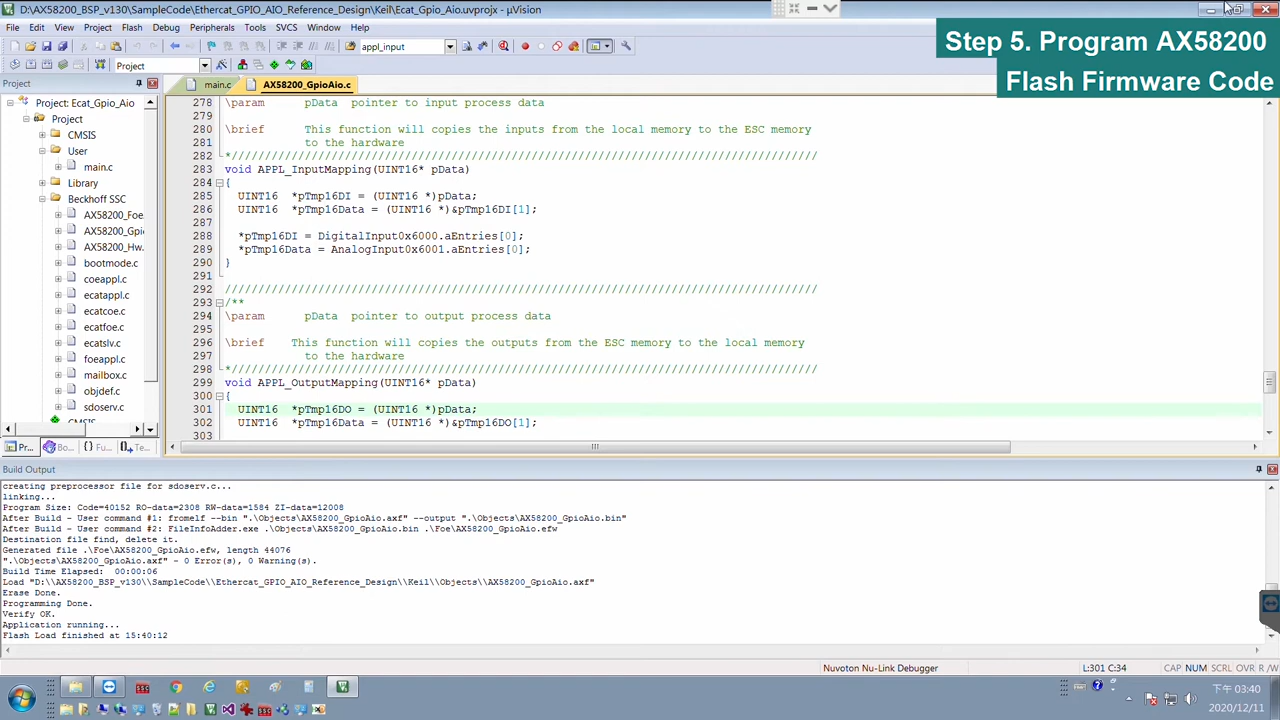 D:\AX58200_BSP_v130\SampleCode\Ethercat_GPIO_AIO_Reference_Design\Keil\Ecat_Gpio_Aio.uvprojx - µVision
Step 5. Program AX58200
Flash Firmware Code
File Edit View Project Flash Debug Peripherals Tools SVCS Window Help
appl_input
Project
Project
main.c AX58200_GpioAio.c
Project: Ecat_Gpio_Aio
Project
CMSIS
User
main.c
Library
Beckhoff SSC
AX58200_Foe
AX58200_Gpi
AX58200_Hw.
bootmode.c
coeappl.c
ecatappl.c
ecatcoe.c
ecatfoe.c
ecatslv.c
foeappl.c
mailbox.c
objdef.c
sdoserv.c
CMSIS
Pr... Bo... Fu... Te...
278 \param pData pointer to input process data
279
280 \brief This function will copies the inputs from the local memory to the ESC memory
281 to the hardware
282 *////////////////////////////////////////////////////////////////////////////////////////
283 void APPL_InputMapping(UINT16* pData)
284 {
285 UINT16 *pTmp16DI = (UINT16 *)pData;
286 UINT16 *pTmp16Data = (UINT16 *)&pTmp16DI[1];
287
288 *pTmp16DI = DigitalInput0x6000.aEntries[0];
289 *pTmp16Data = AnalogInput0x6001.aEntries[0];
290 }
291
292 /////////////////////////////////////////////////////////////////////////////////////////
293 /**
294 \param pData pointer to output process data
295
296 \brief This function will copies the outputs from the ESC memory to the local memory
297 to the hardware
298 *////////////////////////////////////////////////////////////////////////////////////////
299 void APPL_OutputMapping(UINT16* pData)
300 {
301 UINT16 *pTmp16DO = (UINT16 *)pData;
302 UINT16 *pTmp16Data = (UINT16 *)&pTmp16DO[1];
303
Build Output
creating preprocessor file for sdoserv.c...
linking...
Program Size: Code=40152 RO-data=2308 RW-data=1584 ZI-data=12008
After Build - User command #1: fromelf --bin ".\Objects\AX58200_GpioAio.axf" --output ".\Objects\AX58200_GpioAio.bin"
After Build - User command #2: FileInfoAdder.exe .\Objects\AX58200_GpioAio.bin .\Foe\AX58200_GpioAio.efw
Destination file find, delete it.
Generated file .\Foe\AX58200_GpioAio.efw, length 44076
".\Objects\AX58200_GpioAio.axf" - 0 Error(s), 0 Warning(s).
Build Time Elapsed: 00:00:06
Load "D:\\AX58200_BSP_v130\\SampleCode\\Ethercat_GPIO_AIO_Reference_Design\\Keil\\Objects\\AX58200_GpioAio.axf"
Erase Done.
Programming Done.
Verify OK.
Application running...
Flash Load finished at 15:40:12
Nuvoton Nu-Link Debugger L:301 C:34 CAP NUM SCRL OVR R /W
下午 03:40
2020/12/11